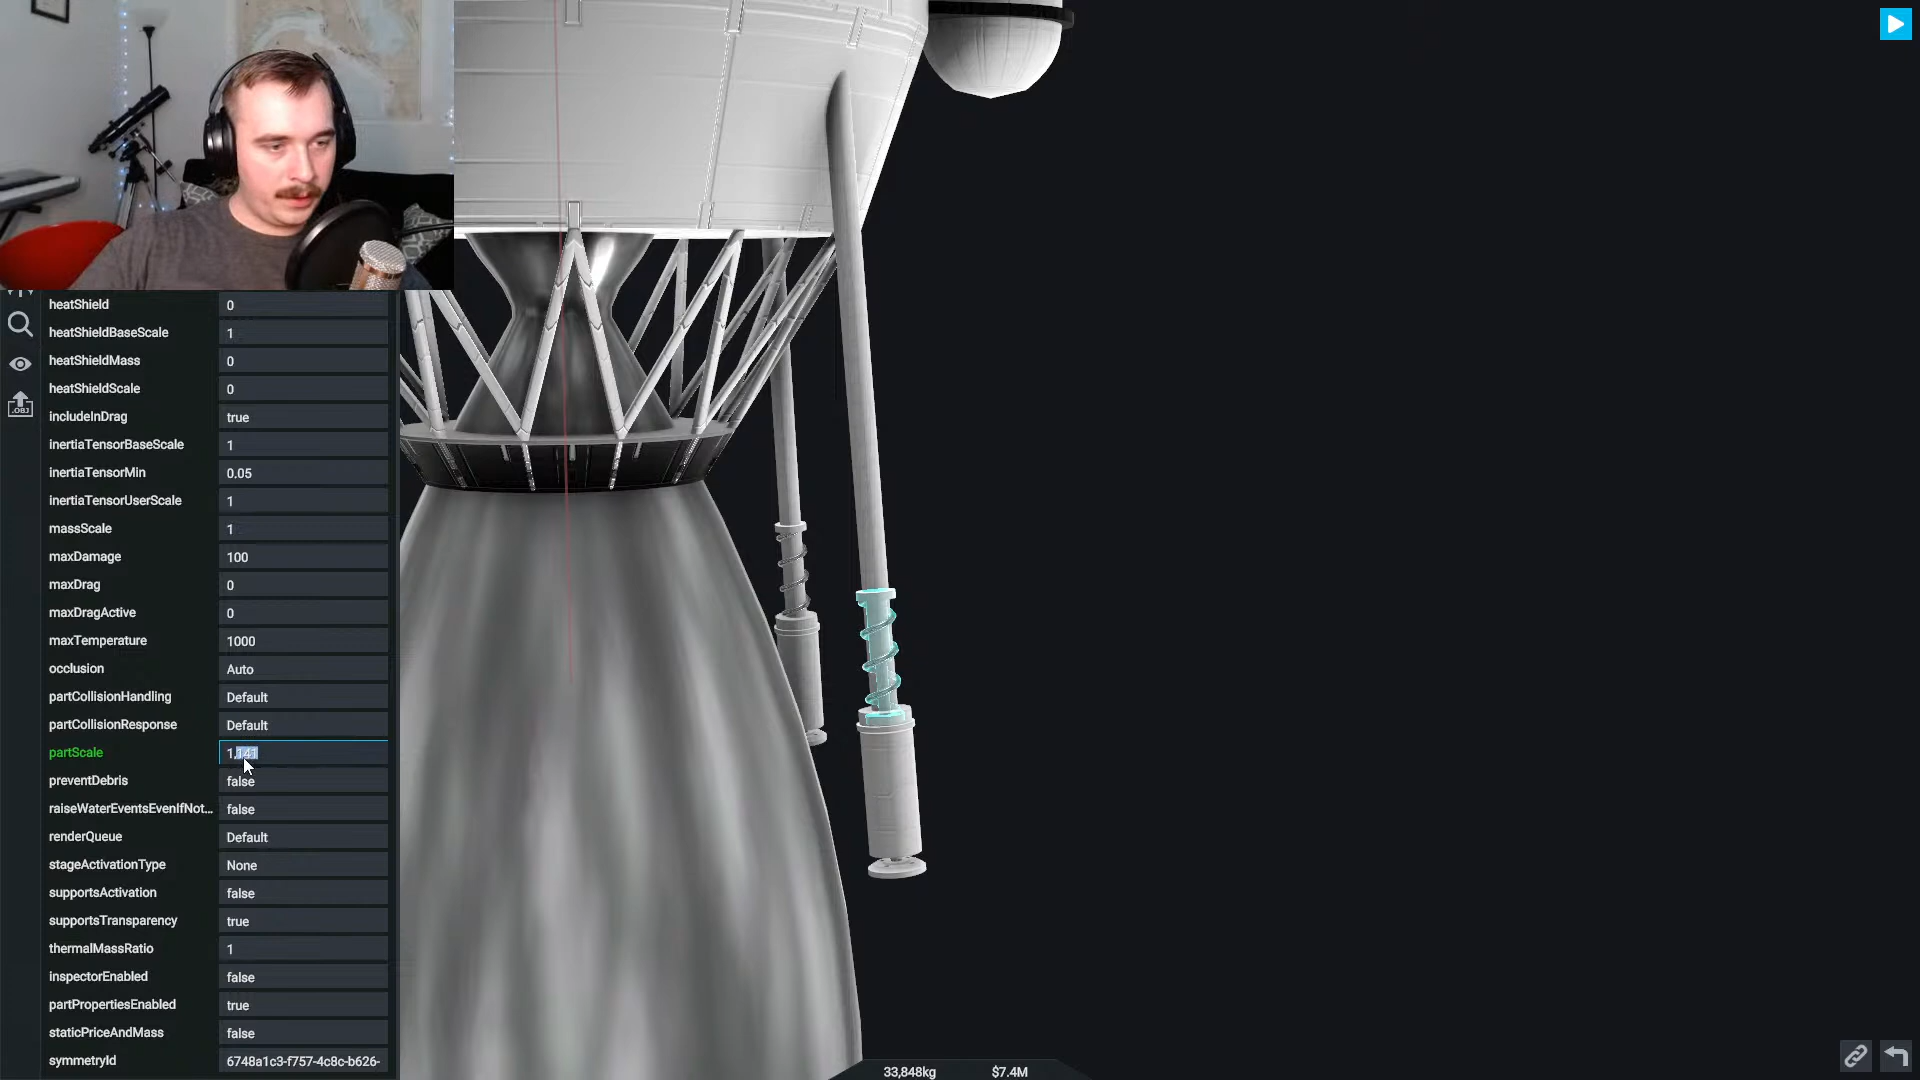 .OBJ
heatShield 0
heatShieldBaseScale 1
heatShieldMass 0
heatShieldScale 0
includeInDrag true
inertiaTensorBaseScale 1
inertiaTensorMin 0.05
inertiaTensorUserScale 1
massScale 1
maxDamage 100
maxDrag 0
maxDragActive 0
maxTemperature 1000
occlusion Auto
partCollisionHandling Default
partCollisionResponse Default
partScale 1.141
preventDebris false
raiseWaterEventsEvenIfNot... false
renderQueue Default
stageActivationType None
supportsActivation false
supportsTransparency true
thermalMassRatio 1
inspectorEnabled false
partPropertiesEnabled true
staticPriceAndMass false
symmetryId 6748a1c3-f757-4c8c-b626-
33,848kg $7.4M